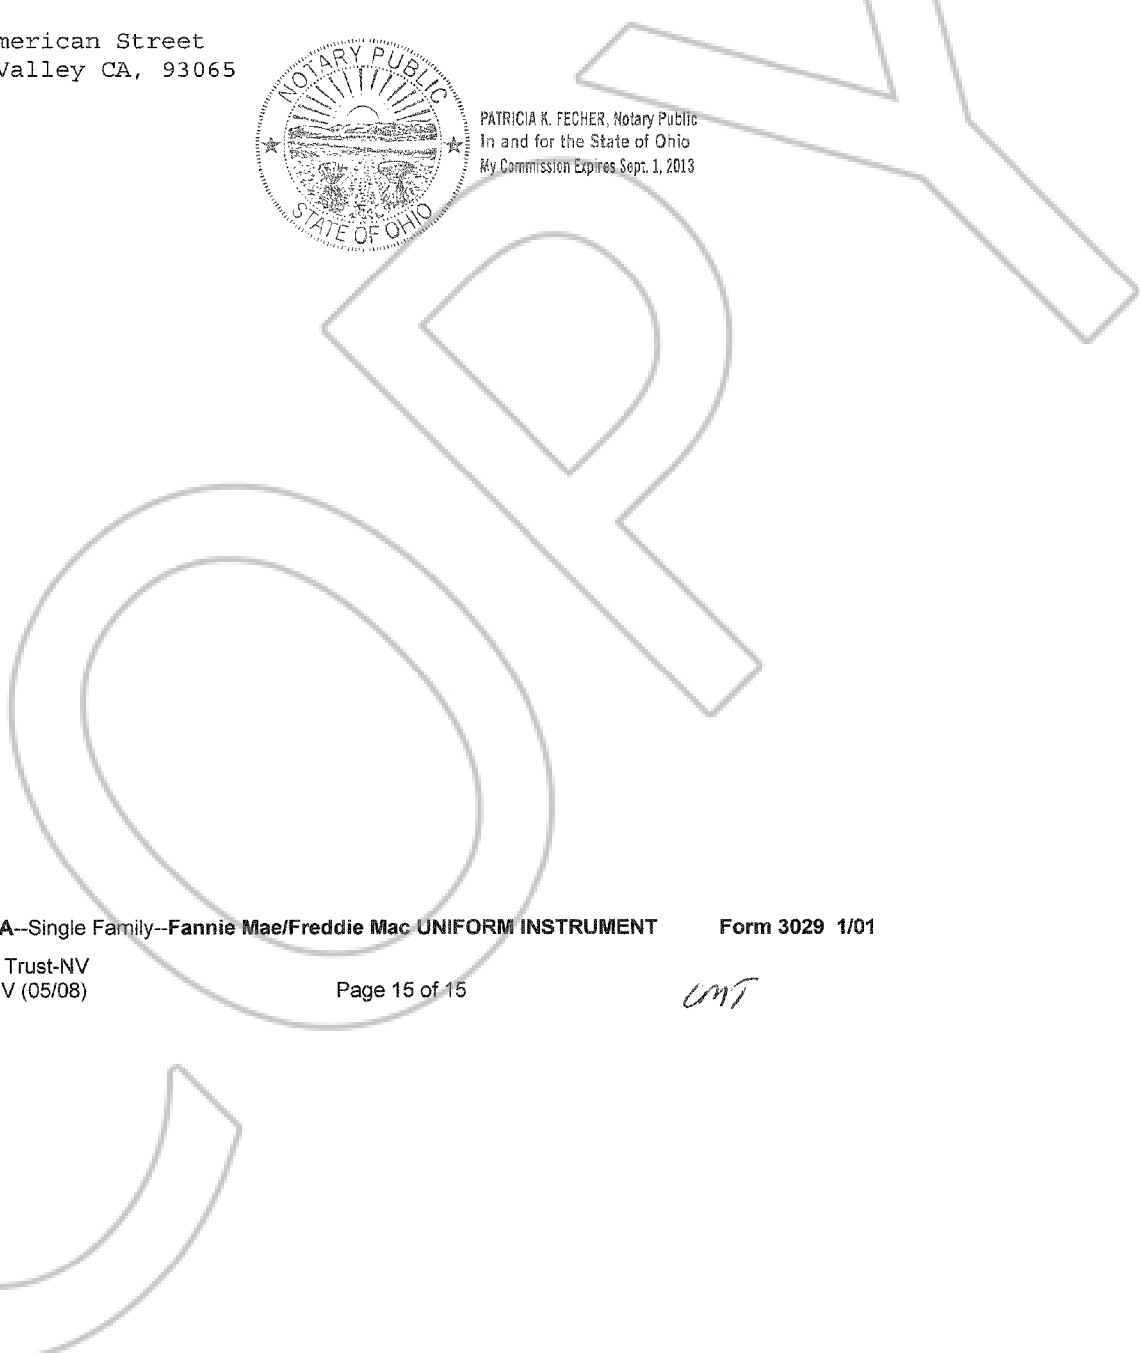 merican Street
Valley CA, 93065
NOTARY PUBLIC
STATE OF OHIO
PATRICIA K. FECHER, Notary Public
In and for the State of Ohio
My Commission Expires Sept. 1, 2013
COPY
A--Single Family--Fannie Mae/Freddie Mac UNIFORM INSTRUMENT Form 3029 1/01
Trust-NV
V (05/08) Page 15 of 15 CMT